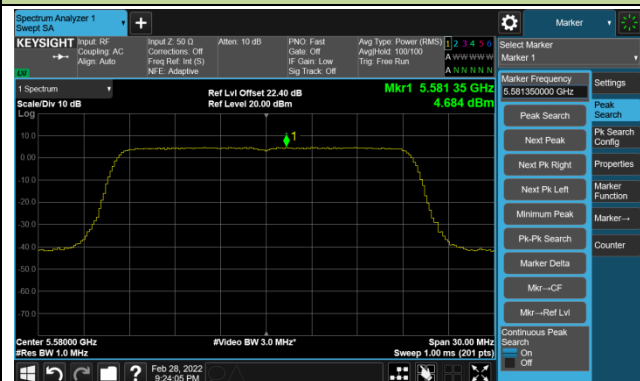 Spectrum Analyzer 1
Swept SA
Marker
KEYSIGHT
Input: RF
Coupling: AC
Align: Auto
Input Z: 50 Ω
Corrections: Off
Freq Ref: Int (S)
NFE: Adaptive
Atten: 10 dB
PNO: Fast
Gate: Off
IF Gain: Low
Sig Track: Off
Avg Type: Power (RMS)
Avg|Hold: 100/100
Trig: Free Run
1 2 3 4 5 6
A W W W W W
A N N N N N
LXI
Select Marker
Marker 1
Marker Frequency
5.581350000 GHz
Peak Search
Next Peak
Next Pk Right
Next Pk Left
Minimum Peak
Pk-Pk Search
Marker Delta
Mkr→CF
Mkr→Ref Lvl
Continuous Peak
Search
On
Off
Settings
Peak
Search
Pk Search
Config
Properties
Marker
Function
Marker→
Counter
1 Spectrum
Scale/Div 10 dB
Log
Ref Lvl Offset 22.40 dB
Ref Level 20.00 dBm
Mkr1 5.581 35 GHz
4.684 dBm
1
10.0
0.00
-10.0
-20.0
-30.0
-40.0
-50.0
-60.0
-70.0
Center 5.58000 GHz
#Res BW 1.0 MHz
#Video BW 3.0 MHz*
Span 30.00 MHz
Sweep 1.00 ms (201 pts)
?
Feb 28, 2022
9:24:05 PM